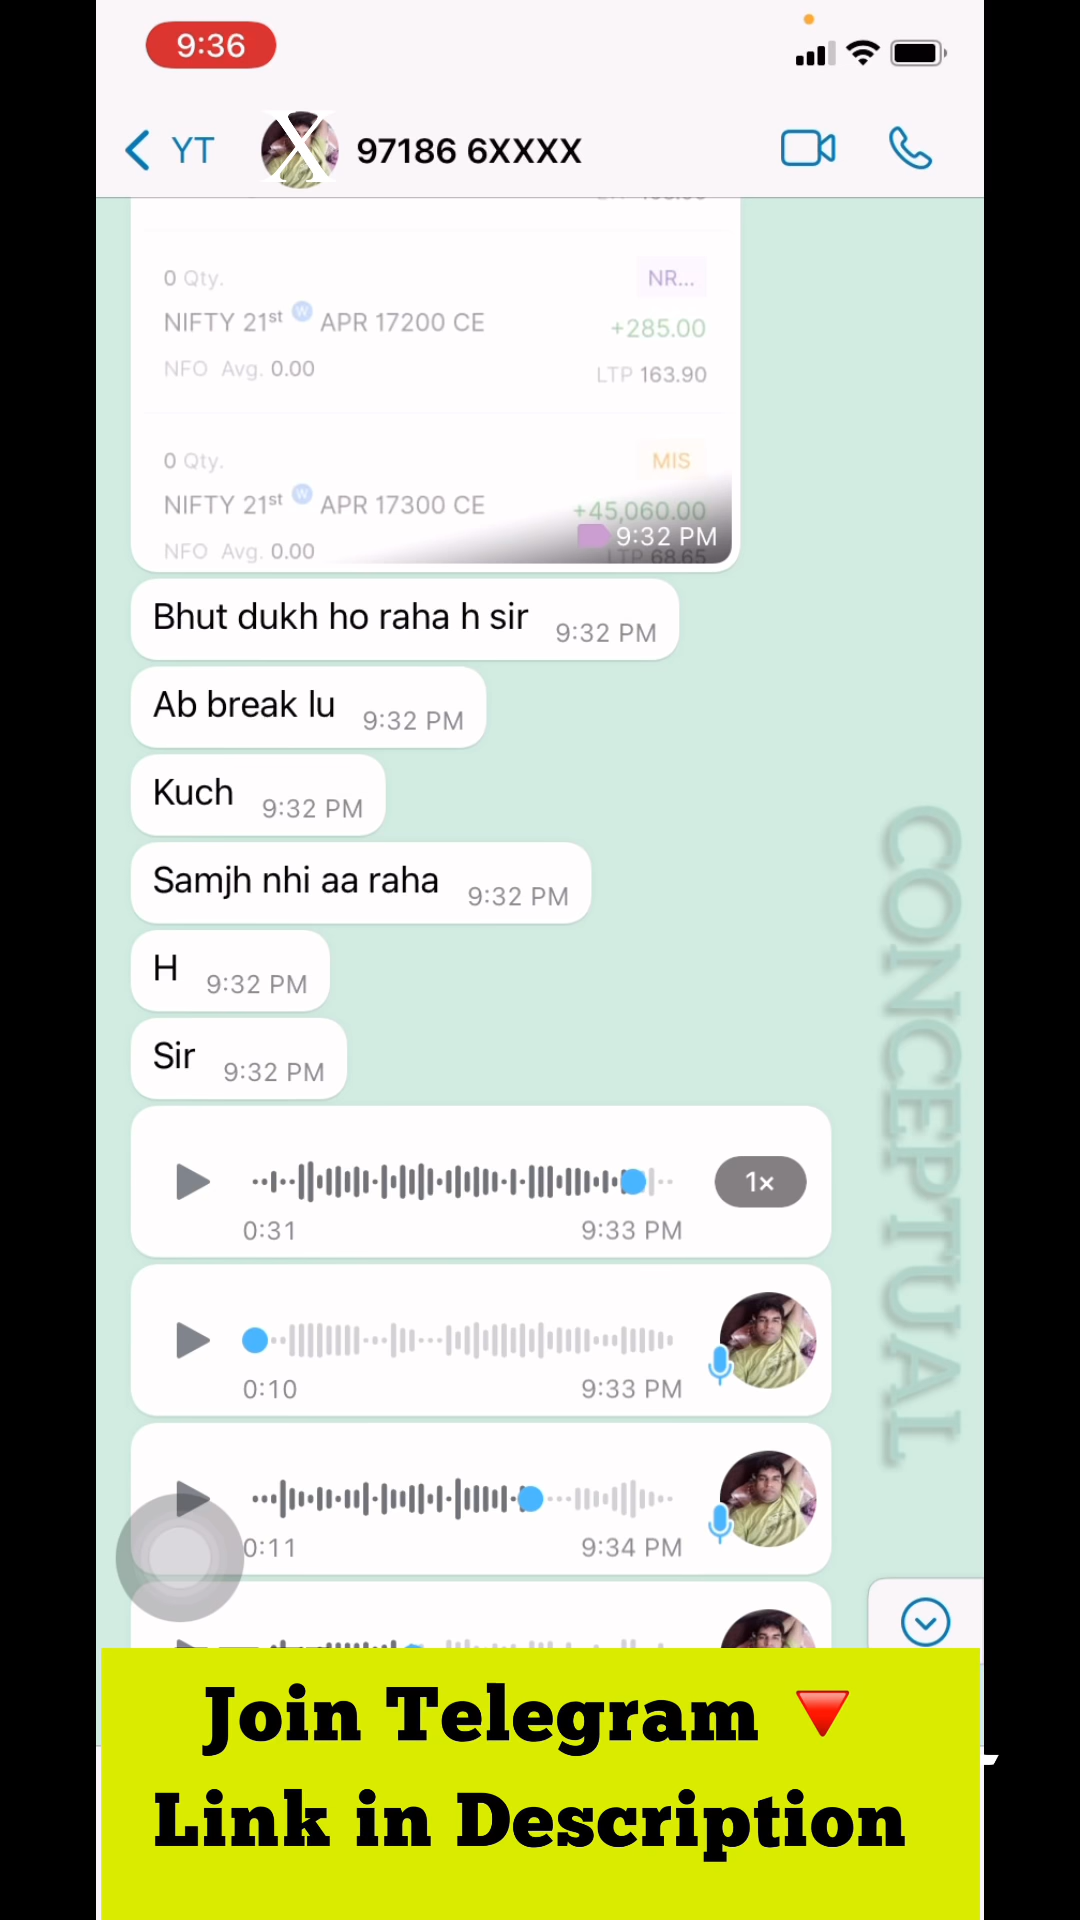 9:36
YT
97186 6XXXX
0 Qty.
NR...
NIFTY 21st W APR 17200 CE
+285.00
NFO Avg. 0.00
LTP 163.90
0 Qty.
MIS
NIFTY 21st W APR 17300 CE
+45,060.00
NFO Avg. 0.00
LTP 68.65
9:32 PM
Bhut dukh ho raha h sir
9:32 PM
Ab break lu
9:32 PM
Kuch
9:32 PM
Samjh nhi aa raha
9:32 PM
H
9:32 PM
Sir
9:32 PM
1×
0:31
9:33 PM
0:10
9:33 PM
0:11
9:34 PM
CONCEPTUAL
Join Telegram
Link in Description